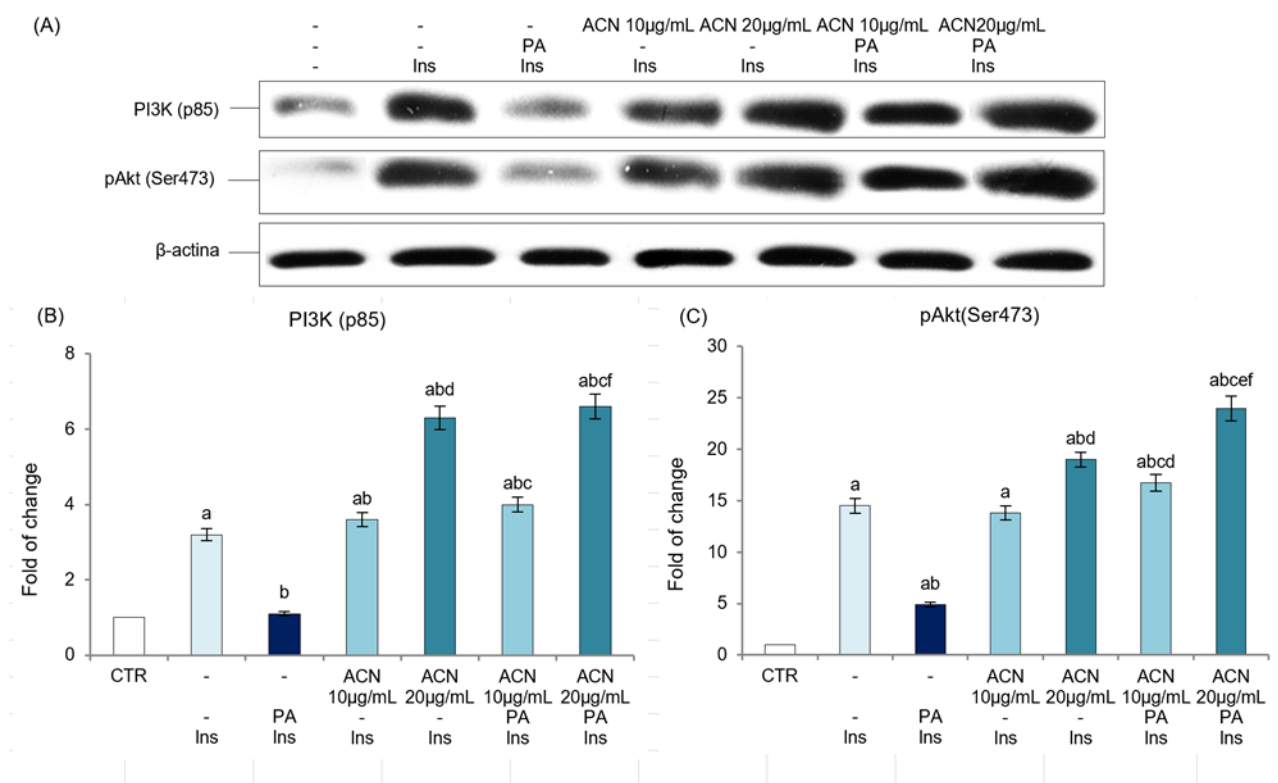 (A)
- - - ACN 10µg/mL ACN 20µg/mL ACN 10µg/mL ACN20µg/mL
- - PA - - PA PA
- Ins Ins Ins Ins Ins Ins
PI3K (p85)
pAkt (Ser473)
β-actina
(B)
PI3K (p85)
Fold of change
8
6
4
2
0
a
b
ab
abd
abc
abcf
CTR - - ACN ACN ACN ACN
10µg/mL 20µg/mL 10µg/mL 20µg/mL
- PA - - PA PA
Ins Ins Ins Ins Ins Ins
(C)
pAkt(Ser473)
Fold of change
30
25
20
15
10
5
0
a
ab
a
abd
abcd
abcef
CTR - - ACN ACN ACN ACN
10µg/mL 20µg/mL 10µg/mL 20µg/mL
- PA - - PA PA
Ins Ins Ins Ins Ins Ins